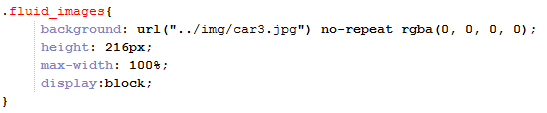 .fluid_images{
background: url("../img/car3.jpg") no-repeat rgba(0, 0, 0, 0);
height: 216px;
max-width: 100%;
display:block;
}